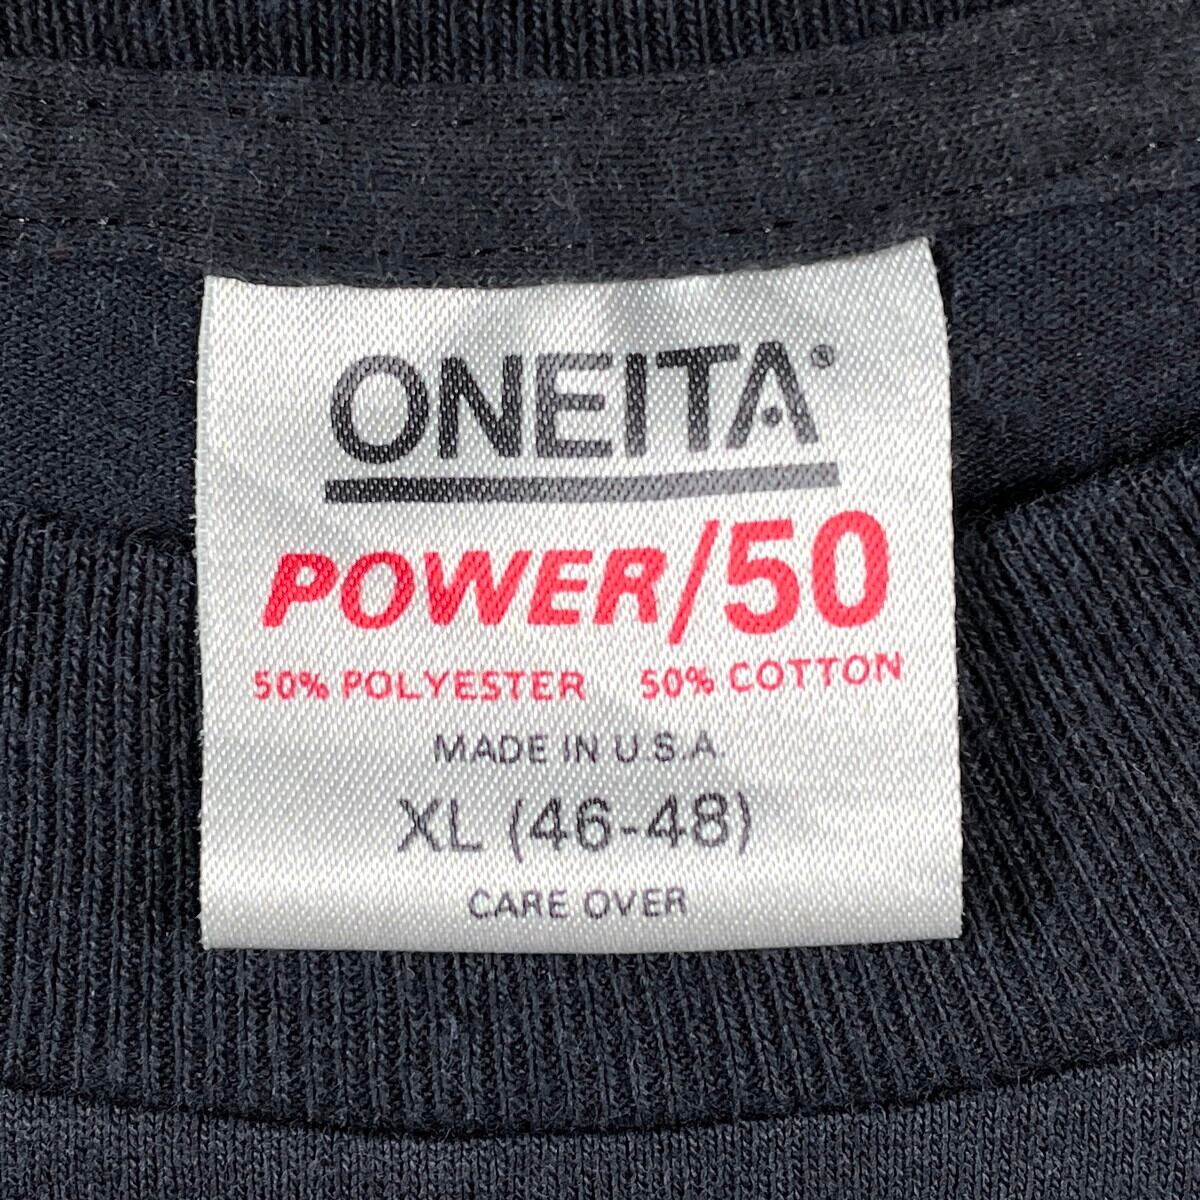 ONEITA®
POWER/50
50% POLYESTER 50% COTTON
MADE IN U.S.A.
XL (46-48)
CARE OVER